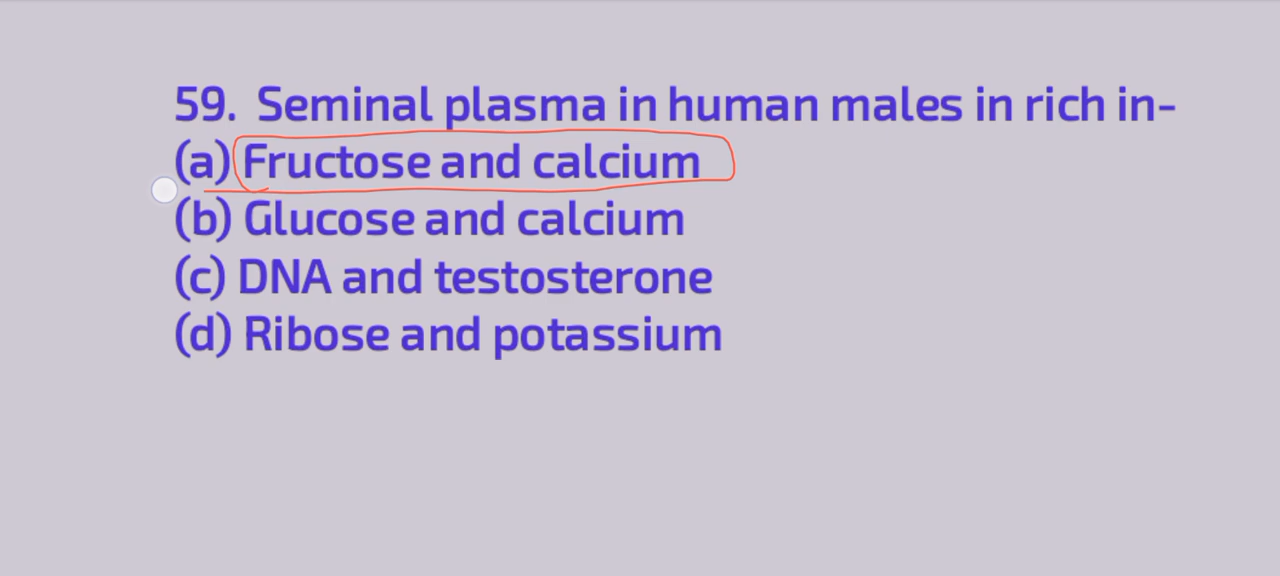 59. Seminal plasma in human males in rich in-
(a) Fructose and calcium
(b) Glucose and calcium
(c) DNA and testosterone
(d) Ribose and potassium